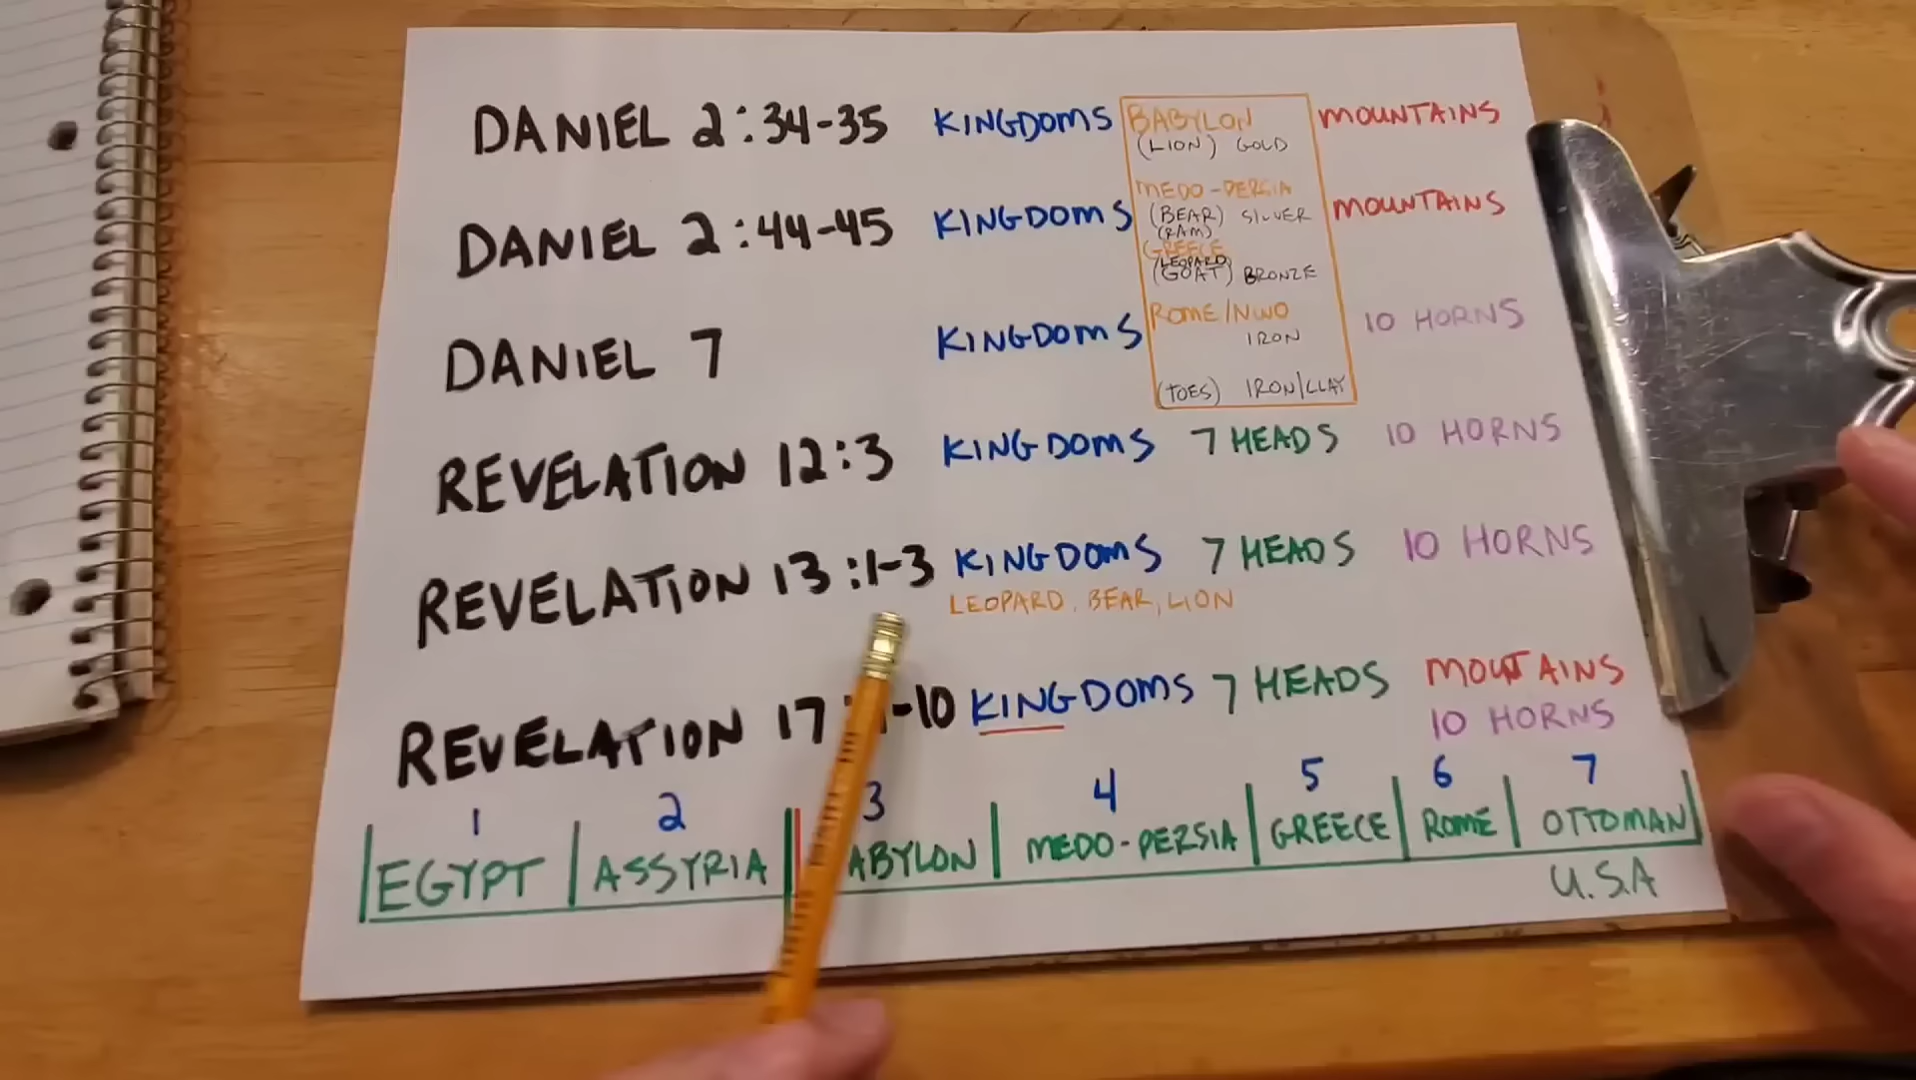 DANIEL 2:34-35 KINGDOMS BABYLON MOUNTAINS
(LION) GOLD
MEDO-PERSIA
DANIEL 2:44-45 KINGDOMS (BEAR) SILVER MOUNTAINS
(RAM)
GREECE
(LEOPARD)
(GOAT) BRONZE
DANIEL 7 KINGDOMS ROME/NWO 10 HORNS
IRON
(TOES) IRON/CLAY
REVELATION 12:3 KINGDOMS 7 HEADS 10 HORNS
REVELATION 13:1-3 KINGDOMS 7 HEADS 10 HORNS
LEOPARD, BEAR, LION
REVELATION 17 -10 KINGDOMS 7 HEADS MOUNTAINS
10 HORNS
1 2 3 4 5 6 7
EGYPT ASSYRIA ABYLON MEDO-PERSIA GREECE ROME OTTOMAN
U.S.A